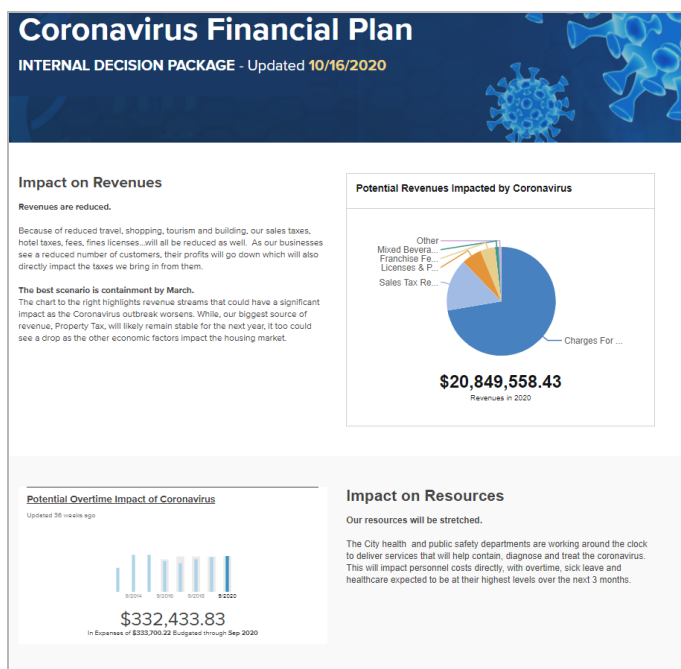 Coronavirus Financial Plan
INTERNAL DECISION PACKAGE - Updated 10/16/2020
Impact on Revenues
Revenues are reduced.
Because of reduced travel, shopping, tourism and building, our sales taxes,
hotel taxes, fees, fines licenses...will all be reduced as well. As our businesses
see a reduced number of customers, their profits will go down which will also
directly impact the taxes we bring in from them.
The best scenario is containment by March.
The chart to the right highlights revenue streams that could have a significant
impact as the Coronavirus outbreak worsens. While, our biggest source of
revenue, Property Tax, will likely remain stable for the next year, it too could
see a drop as the other economic factors impact the housing market.
Potential Revenues Impacted by Coronavirus
Other
Mixed Bevera...
Franchise Fe...
Licenses & P...
Sales Tax Re...
Charges For ...
$20,849,558.43
Revenues in 2020
Potential Overtime Impact of Coronavirus
Updated 36 weeks ago
9/2014 9/2016 9/2018 9/2020
$332,433.83
In Expenses of $333,700.22 Budgeted through Sep 2020
Impact on Resources
Our resources will be stretched.
The City health and public safety departments are working around the clock
to deliver services that will help contain, diagnose and treat the coronavirus.
This will impact personnel costs directly, with overtime, sick leave and
healthcare expected to be at their highest levels over the next 3 months.